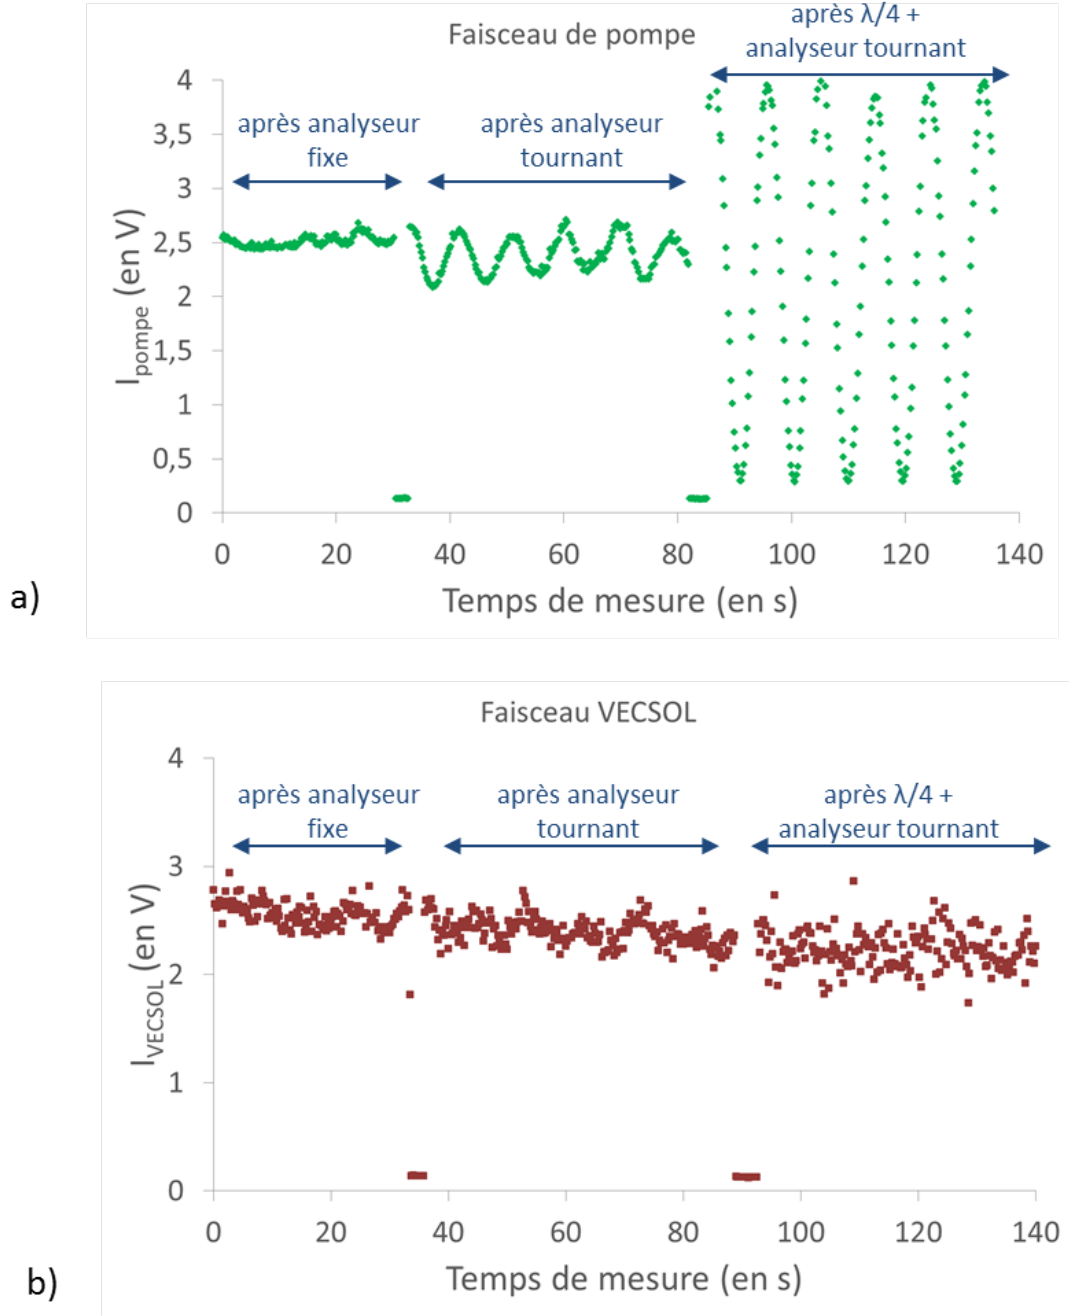 Faisceau de pompe
après λ/4 +
analyseur tournant
après analyseur
fixe
après analyseur
tournant
4
3,5
3
2,5
2
1,5
1
0,5
0
I pompe (en V)
0 20 40 60 80 100 120 140
Temps de mesure (en s)
a)
Faisceau VECSOL
après analyseur
fixe
après analyseur
tournant
après λ/4 +
analyseur tournant
4
3
2
1
0
I VECSOL (en V)
0 20 40 60 80 100 120 140
Temps de mesure (en s)
b)